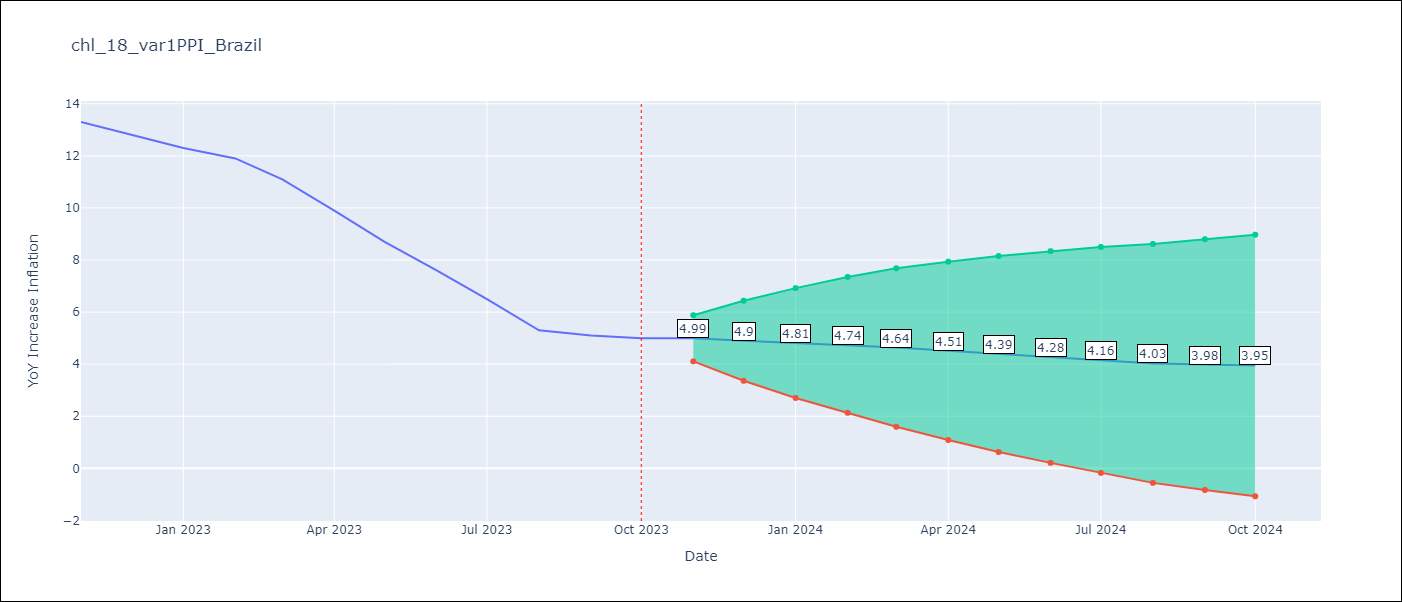 chl_18_var1PPI_Brazil
YoY Increase Inflation
14
12
10
8
6
4
2
0
−2
4.99
4.9
4.81
4.74
4.64
4.51
4.39
4.28
4.16
4.03
3.98
3.95
Jan 2023
Apr 2023
Jul 2023
Oct 2023
Jan 2024
Apr 2024
Jul 2024
Oct 2024
Date